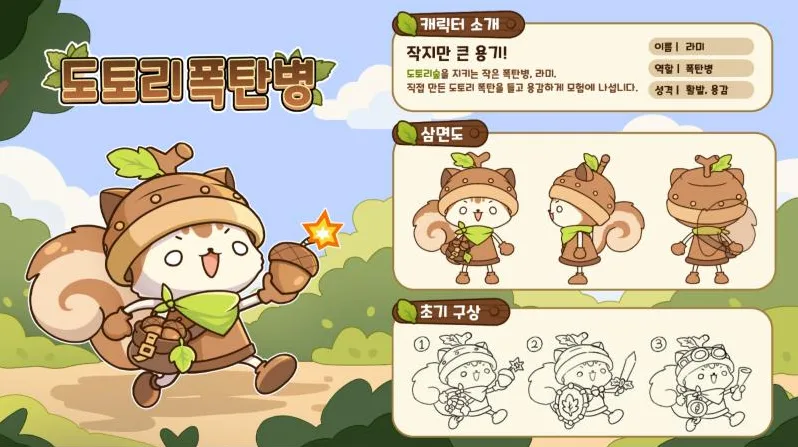 도토리폭탄병
캐릭터 소개
작지만 큰 용기!
도토리숲을 지키는 작은 폭탄병, 라미.
직접 만든 도토리 폭탄을 들고 용감하게 모험에 나섭니다.
이름 | 라미
역할 | 폭탄병
성격 | 활발, 용감
삼면도
초기 구상
①
②
③